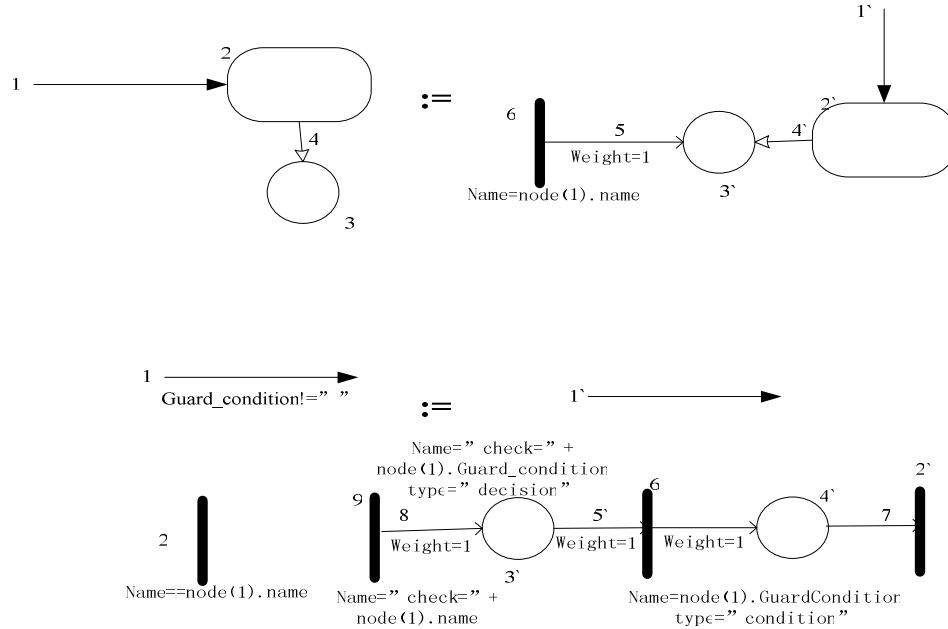 1`
2
1
:=
2`
6
4
5
4`
Weight=1
3`
Name=node(1).name
3
1
Guard_condition!=” ”
:=
1`
Name=” check=” +
node(1).Guard_condition
type=” decision”
9
6
2`
4`
2
8
5`
7
Weight=1
Weight=1
Weight=1
3`
Name==node(1).name
Name=” check=” +
node(1).name
Name=node(1).GuardCondition
type=” condition”